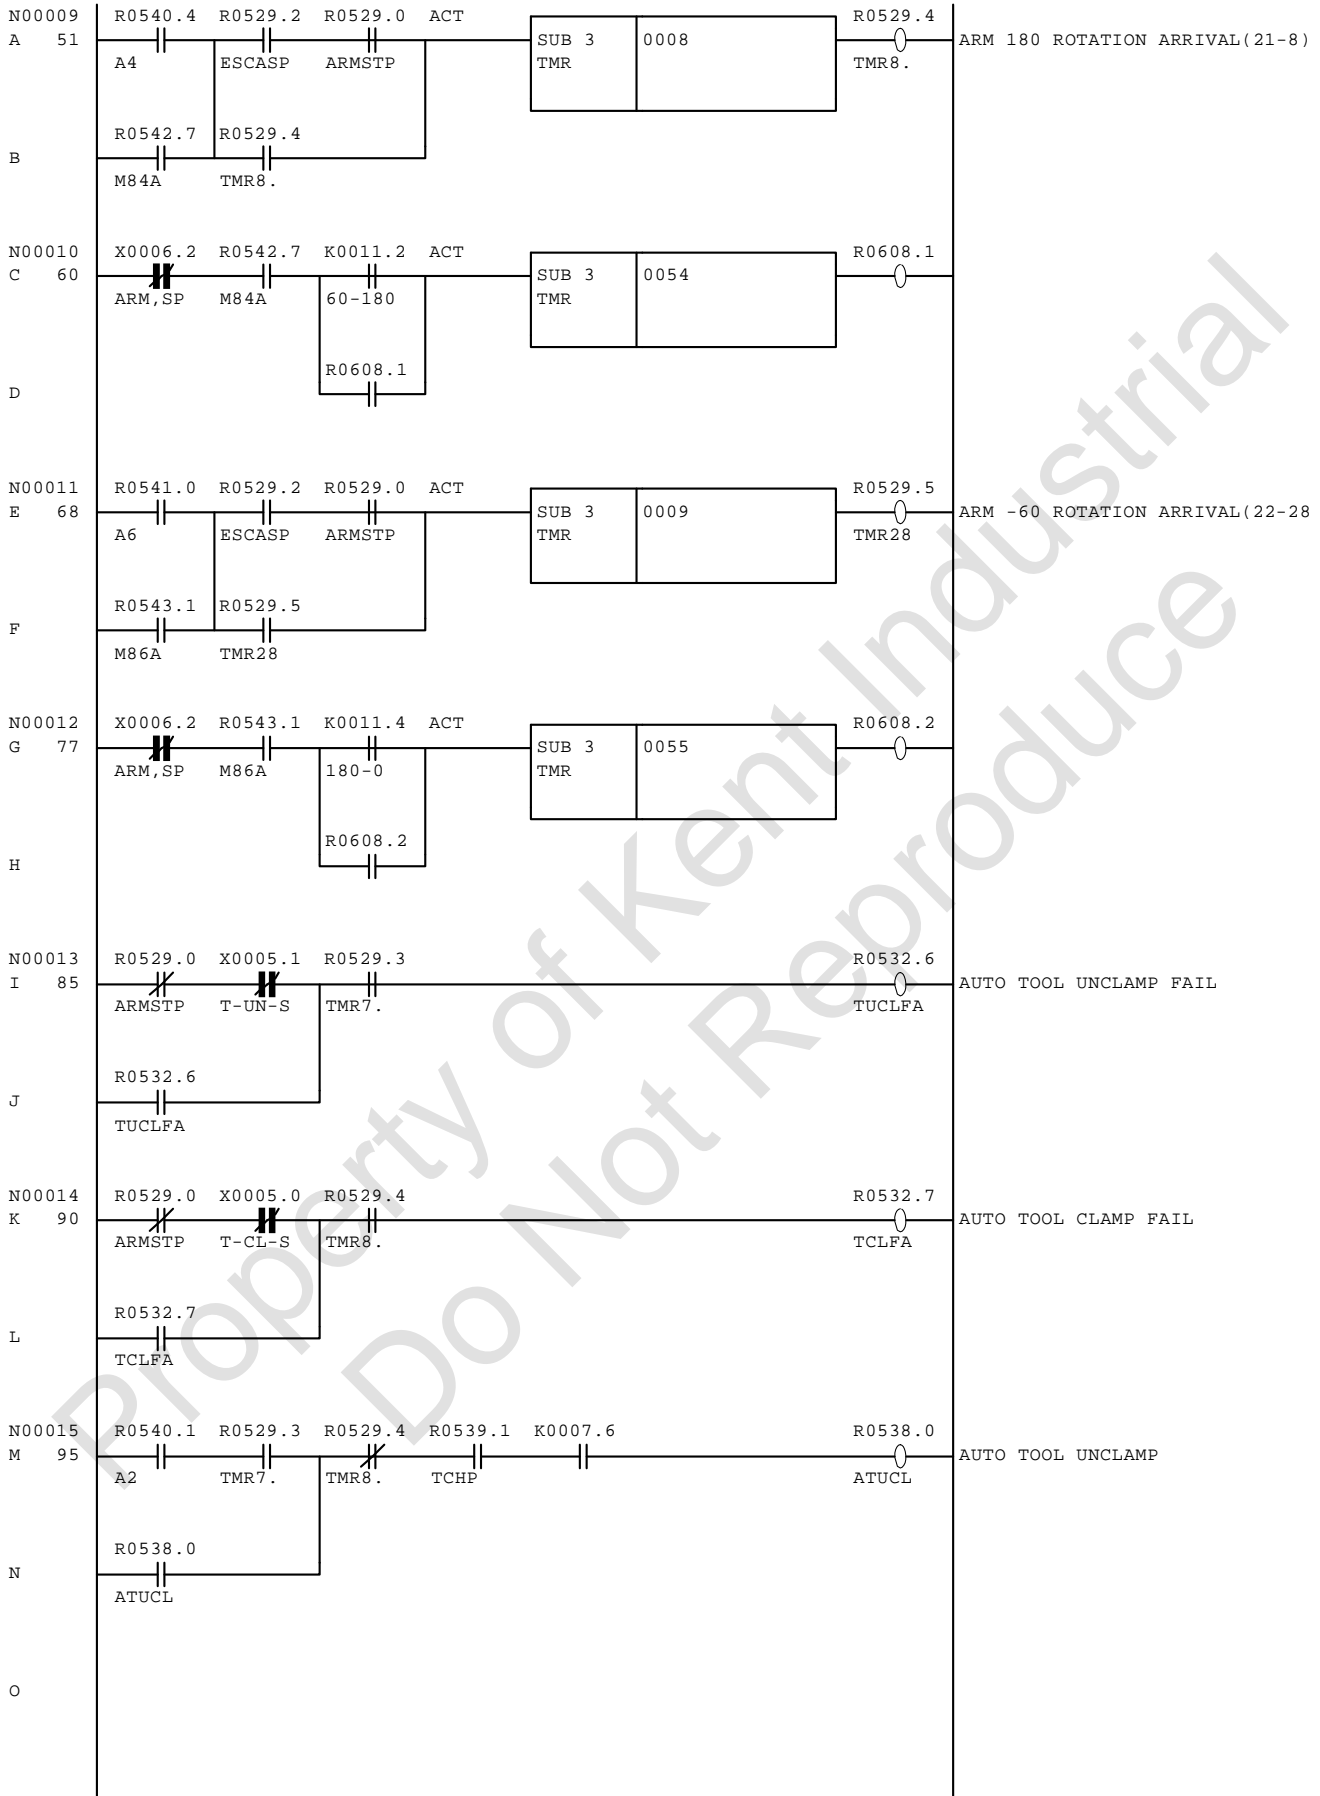 N00009 R0540.4 R0529.2 R0529.0 ACT R0529.4
A 51 SUB 3 0008 ARM 180 ROTATION ARRIVAL(21-8)
A4 ESCASP ARMSTP TMR TMR8.
R0542.7 R0529.4
B
M84A TMR8.
N00010 X0006.2 R0542.7 K0011.2 ACT R0608.1
C 60 SUB 3 0054
ARM,SP M84A 60-180 TMR
R0608.1
D
N00011 R0541.0 R0529.2 R0529.0 ACT R0529.5
E 68 SUB 3 0009 ARM -60 ROTATION ARRIVAL(22-28
A6 ESCASP ARMSTP TMR TMR28
R0543.1 R0529.5
F
M86A TMR28
N00012 X0006.2 R0543.1 K0011.4 ACT R0608.2
G 77 SUB 3 0055
ARM,SP M86A 180-0 TMR
R0608.2
H
N00013 R0529.0 X0005.1 R0529.3 R0532.6
I 85 AUTO TOOL UNCLAMP FAIL
ARMSTP T-UN-S TMR7. TUCLFA
R0532.6
J
TUCLFA
N00014 R0529.0 X0005.0 R0529.4 R0532.7
K 90 AUTO TOOL CLAMP FAIL
ARMSTP T-CL-S TMR8. TCLFA
R0532.7
L
TCLFA
N00015 R0540.1 R0529.3 R0529.4 R0539.1 K0007.6 R0538.0
M 95 AUTO TOOL UNCLAMP
A2 TMR7. TMR8. TCHP ATUCL
R0538.0
N
ATUCL
O
Property of Kent Industrial
Do Not Reproduce